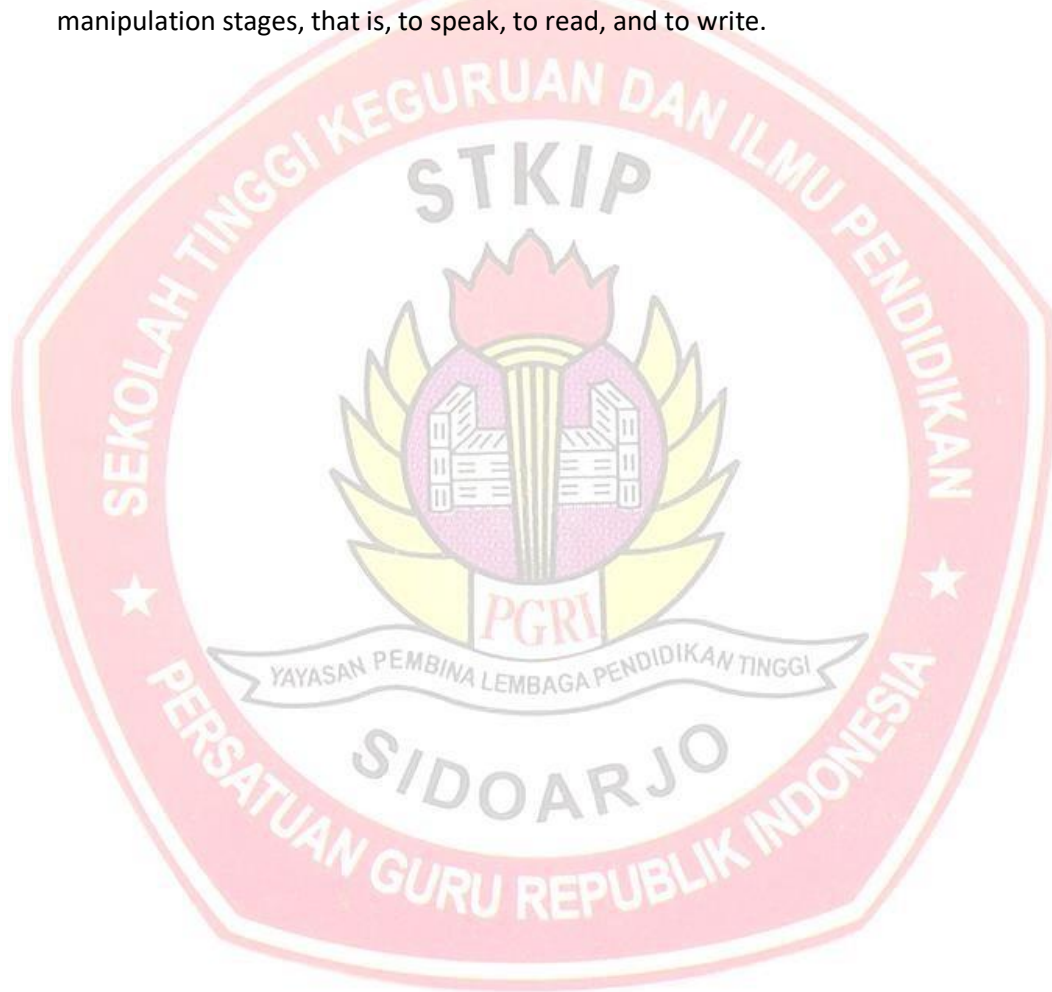 manipulation stages, that is, to speak, to read, and to write.
SEKOLAH TINGGI KEGURUAN DAN ILMU PENDIDIKAN
STKIP
PGRI
YAYASAN PEMBINA LEMBAGA PENDIDIKAN TINGGI
SIDOARJO
PERSATUAN GURU REPUBLIK INDONESIA